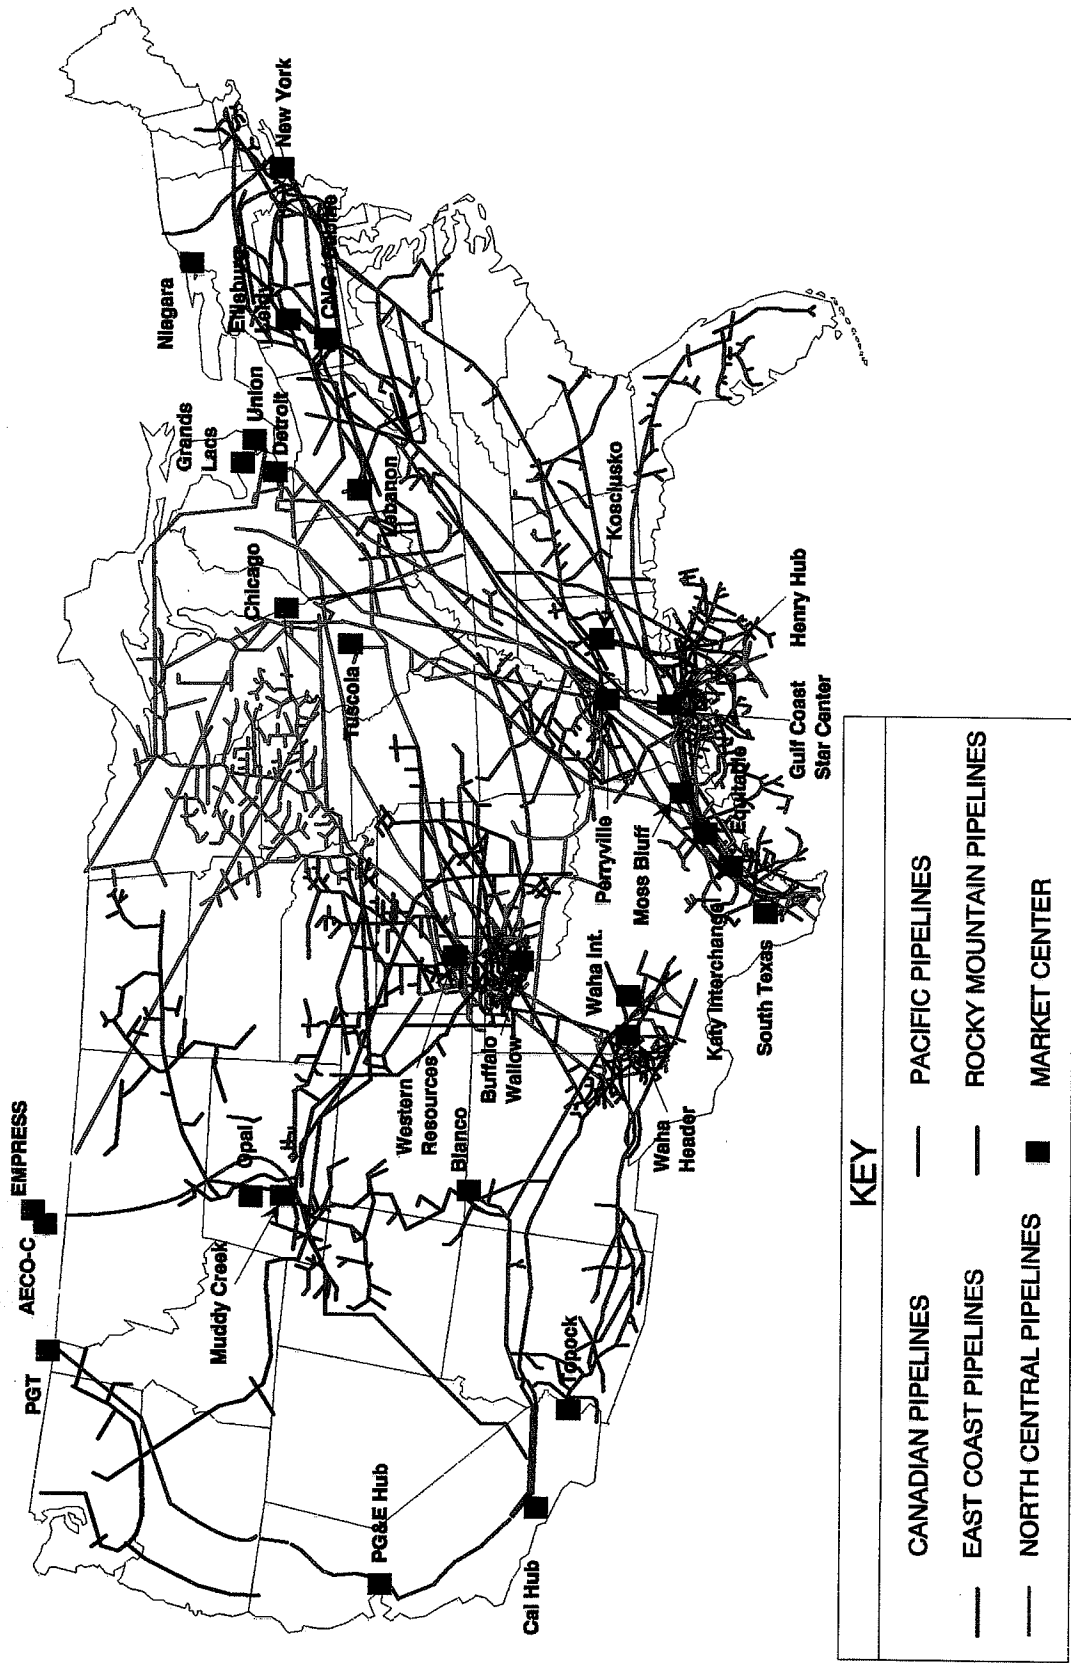 PGT
AECO-C
EMPRESS
Muddy Creek
Opal
PG&E Hub
Cal Hub
Topock
Blanco
Western
Resources
Buffalo
Wallow
Waha
Header
Waha Int.
Katy Interchange
South Texas
Moss Bluff
Perryville
Equitable
Gulf Coast
Star Center
Henry Hub
Kosciusko
Tuscola
Chicago
Lebanon
Grands
Lacs
Union
Detroit
Niagara
Ellisburg
Leidy
CNG / Sabine
New York
KEY
CANADIAN PIPELINES
PACIFIC PIPELINES
EAST COAST PIPELINES
ROCKY MOUNTAIN PIPELINES
NORTH CENTRAL PIPELINES
MARKET CENTER